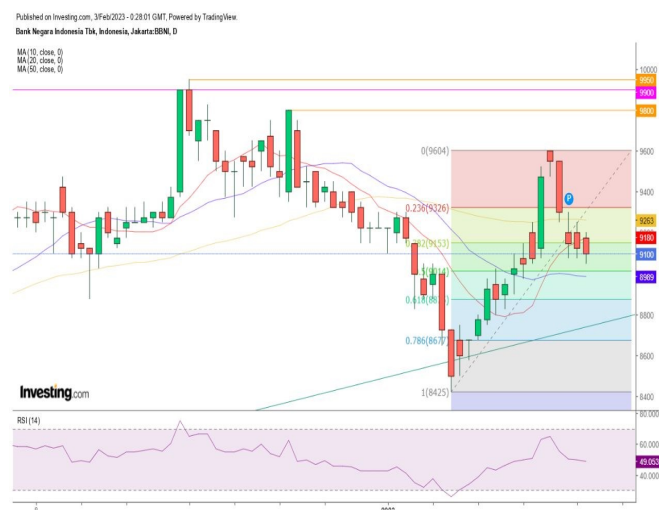 Published on Investing.com, 3/Feb/2023 - 0:28:01 GMT, Powered by TradingView.
Bank Negara Indonesia Tbk, Indonesia, Jakarta:BBNI, D
MA (10, close, 0)
MA (20, close, 0)
MA (50, close, 0)
10000
9950
9900
9800
0(9604)
9600
9400
0.236(9326)
P
9263
9180
(9153)
9100
8989
0.618
8800
0.786(8677)
8600
1(8425)
8400
Investing.com
RSI (14)
80.000
60.000
49.053
40.000